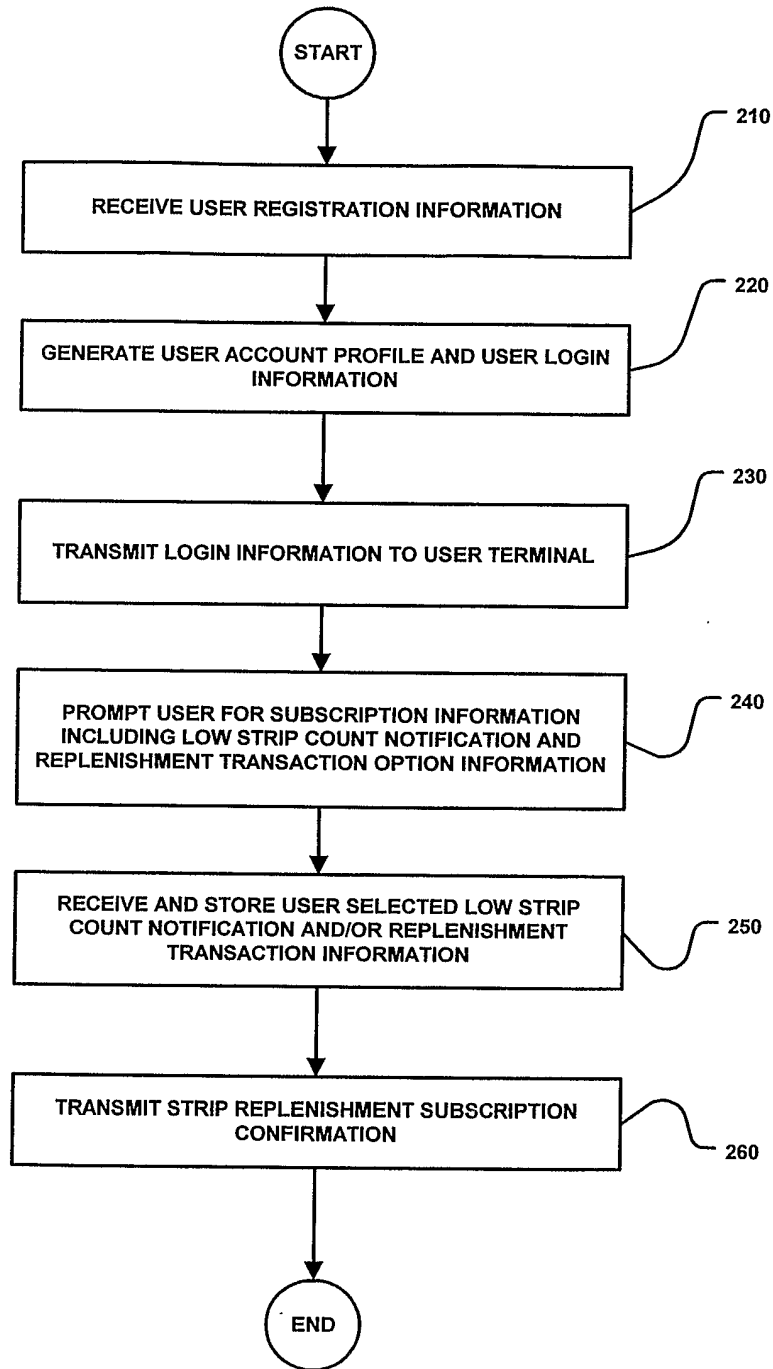 START
210
RECEIVE USER REGISTRATION INFORMATION
220
GENERATE USER ACCOUNT PROFILE AND USER LOGIN
INFORMATION
230
TRANSMIT LOGIN INFORMATION TO USER TERMINAL
240
PROMPT USER FOR SUBSCRIPTION INFORMATION
INCLUDING LOW STRIP COUNT NOTIFICATION AND
REPLENISHMENT TRANSACTION OPTION INFORMATION
250
RECEIVE AND STORE USER SELECTED LOW STRIP
COUNT NOTIFICATION AND/OR REPLENISHMENT
TRANSACTION INFORMATION
TRANSMIT STRIP REPLENISHMENT SUBSCRIPTION
CONFIRMATION
260
END